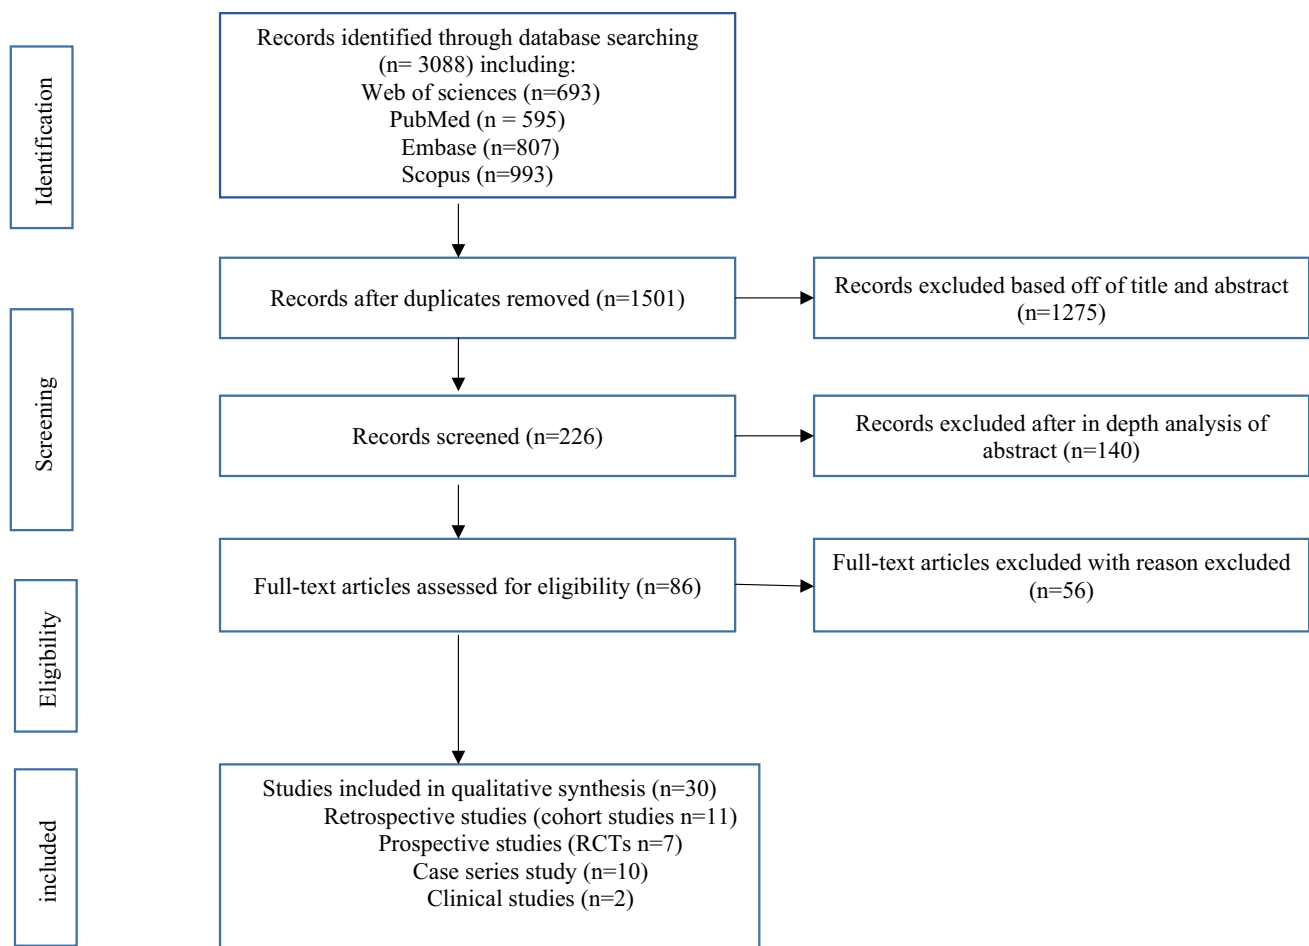 Identification
Records identified through database searching
(n= 3088) including:
Web of sciences (n=693)
PubMed (n = 595)
Embase (n=807)
Scopus (n=993)
Screening
Records after duplicates removed (n=1501)
Records excluded based off of title and abstract
(n=1275)
Records screened (n=226)
Records excluded after in depth analysis of
abstract (n=140)
Eligibility
Full-text articles assessed for eligibility (n=86)
Full-text articles excluded with reason excluded
(n=56)
included
Studies included in qualitative synthesis (n=30)
Retrospective studies (cohort studies n=11)
Prospective studies (RCTs n=7)
Case series study (n=10)
Clinical studies (n=2)